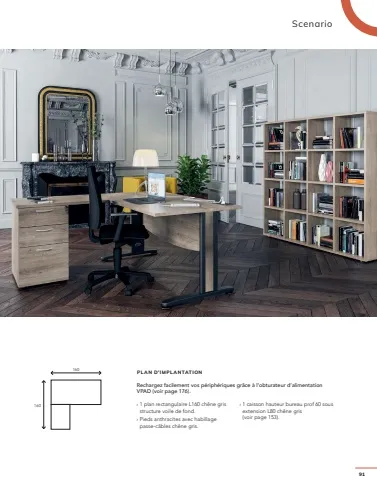 Scenario
160
PLAN D'IMPLANTATION
Rechargez facilement vos périphériques grâce à l'obturateur d'alimentation
VPAD (voir page 176).
160
› 1 plan rectangulaire L160 chêne gris
structure voile de fond.
› Pieds anthracites avec habillage
passe-câbles chêne gris.
› 1 caisson hauteur bureau prof 60 sous
extension L80 chêne gris
(voir page 153).
91